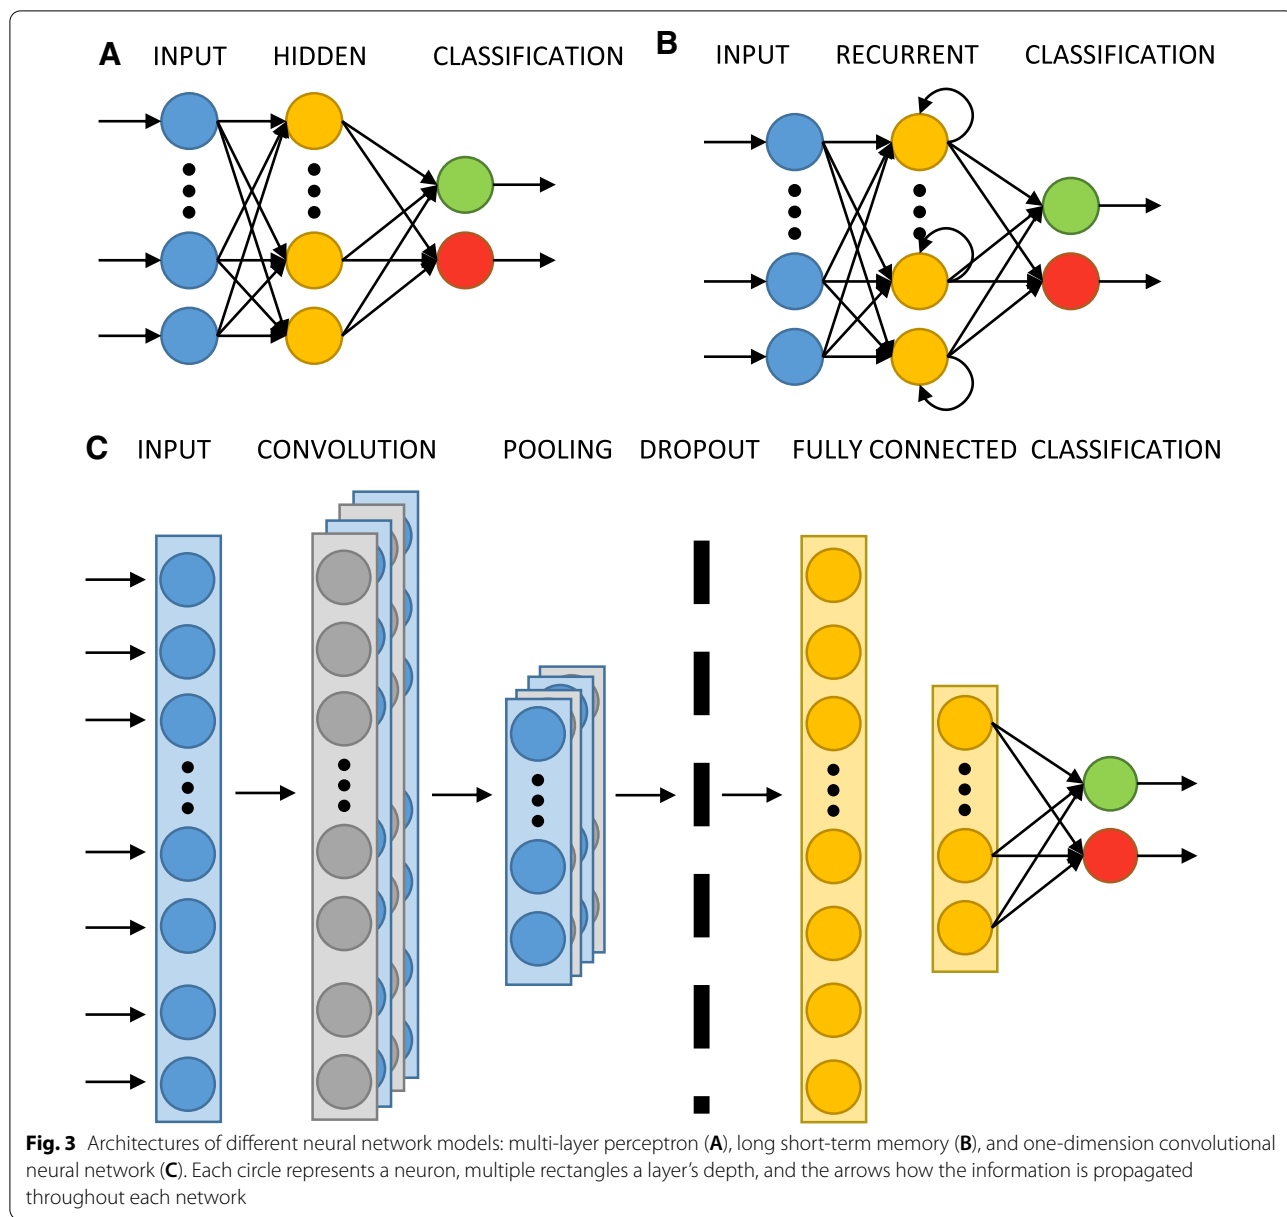 A INPUT HIDDEN CLASSIFICATION
B INPUT RECURRENT CLASSIFICATION
C INPUT CONVOLUTION POOLING DROPOUT FULLY CONNECTED CLASSIFICATION
Fig. 3 Architectures of different neural network models: multi-layer perceptron (A), long short-term memory (B), and one-dimension convolutional
neural network (C). Each circle represents a neuron, multiple rectangles a layer’s depth, and the arrows how the information is propagated
throughout each network